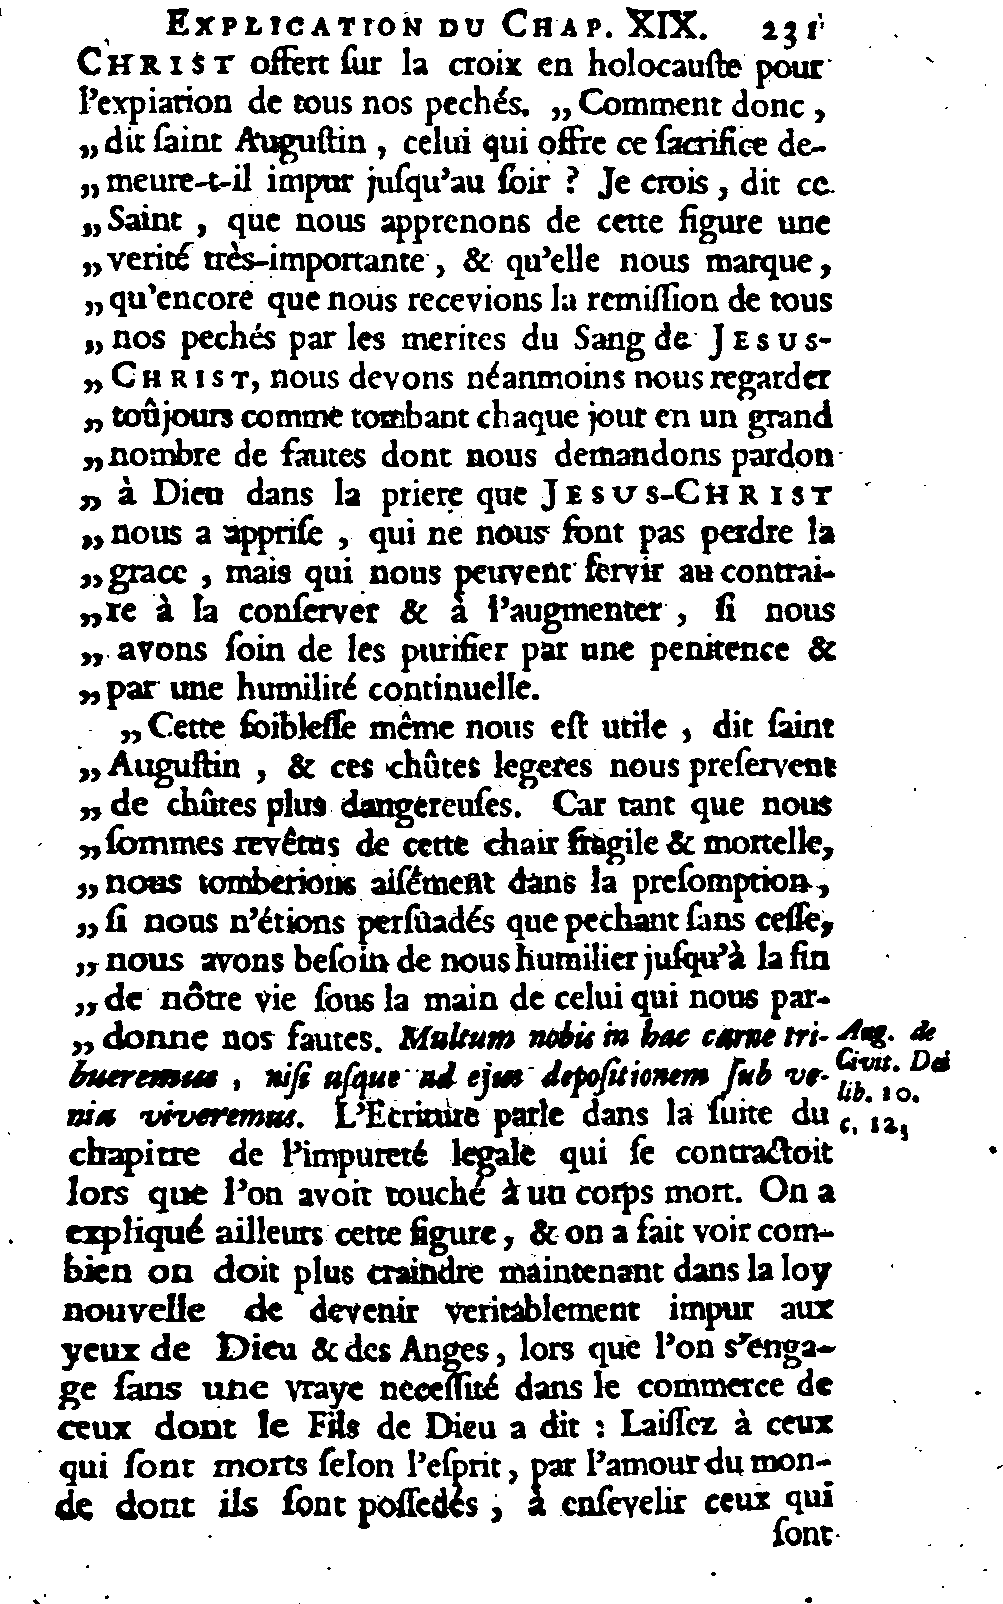 EXPLICATION DU CHAP. XIX. 231
CHRIST offert ſur la croix en holocauſte pour
l'expiation de tous nos pechés. „Comment donc,
„dit ſaint Auguſtin, celui qui offre ce ſacrifice de-
„meure-t-il impur juſqu'au ſoir ? Je crois, dit ce
„Saint, que nous apprenons de cette figure une
„verité très-importante, & qu'elle nous marque,
„qu'encore que nous recevions la remiſſion de tous
„nos pechés par les merites du Sang de JESUS-
„CHRIST, nous devons néanmoins nous regarder
„toûjours comme tombant chaque jour en un grand
„nombre de fautes dont nous demandons pardon
„à Dieu dans la priere que JESUS-CHRIST
„nous a appriſe, qui ne nous font pas perdre la
„grace, mais qui nous peuvent ſervir au contrai-
„re à la conſerver & à l'augmenter, ſi nous
„avons ſoin de les purifier par une penitence &
„par une humilité continuelle.
„Cette foibleſſe même nous eſt utile, dit ſaint
„Auguſtin, & ces chûtes legeres nous preſervent
„de chûtes plus dangereuſes. Car tant que nous
„ſommes revêtus de cette chair fragile & mortelle,
„nous tomberions aiſément dans la preſomption,
„ſi nous n'étions perſuadés que pechant ſans ceſſe,
„nous avons beſoin de nous humilier juſqu'à la fin
„de nôtre vie ſous la main de celui qui nous par-
„donne nos fautes. Multum nobis in hac carne tri-
bueremus, niſi uſque ad ejus depoſitionem ſub ve-
nia viveremus. L'Ecriture parle dans la ſuite du
Aug. de
Civit. Dei
lib. 10.
c. 12,
chapitre de l'impureté legale qui ſe contractoit
lors que l'on avoit touché à un corps mort. On a
expliqué ailleurs cette figure, & on a fait voir com-
bien on doit plus craindre maintenant dans la loy
nouvelle de devenir veritablement impur aux
yeux de Dieu & des Anges, lors que l'on s'enga-
ge ſans une vraye neceſſité dans le commerce de
ceux dont le Fils de Dieu a dit : Laiſſez à ceux
qui ſont morts ſelon l'eſprit, par l'amour du mon-
de dont ils ſont poſſedés, à enſevelir ceux qui
ſont